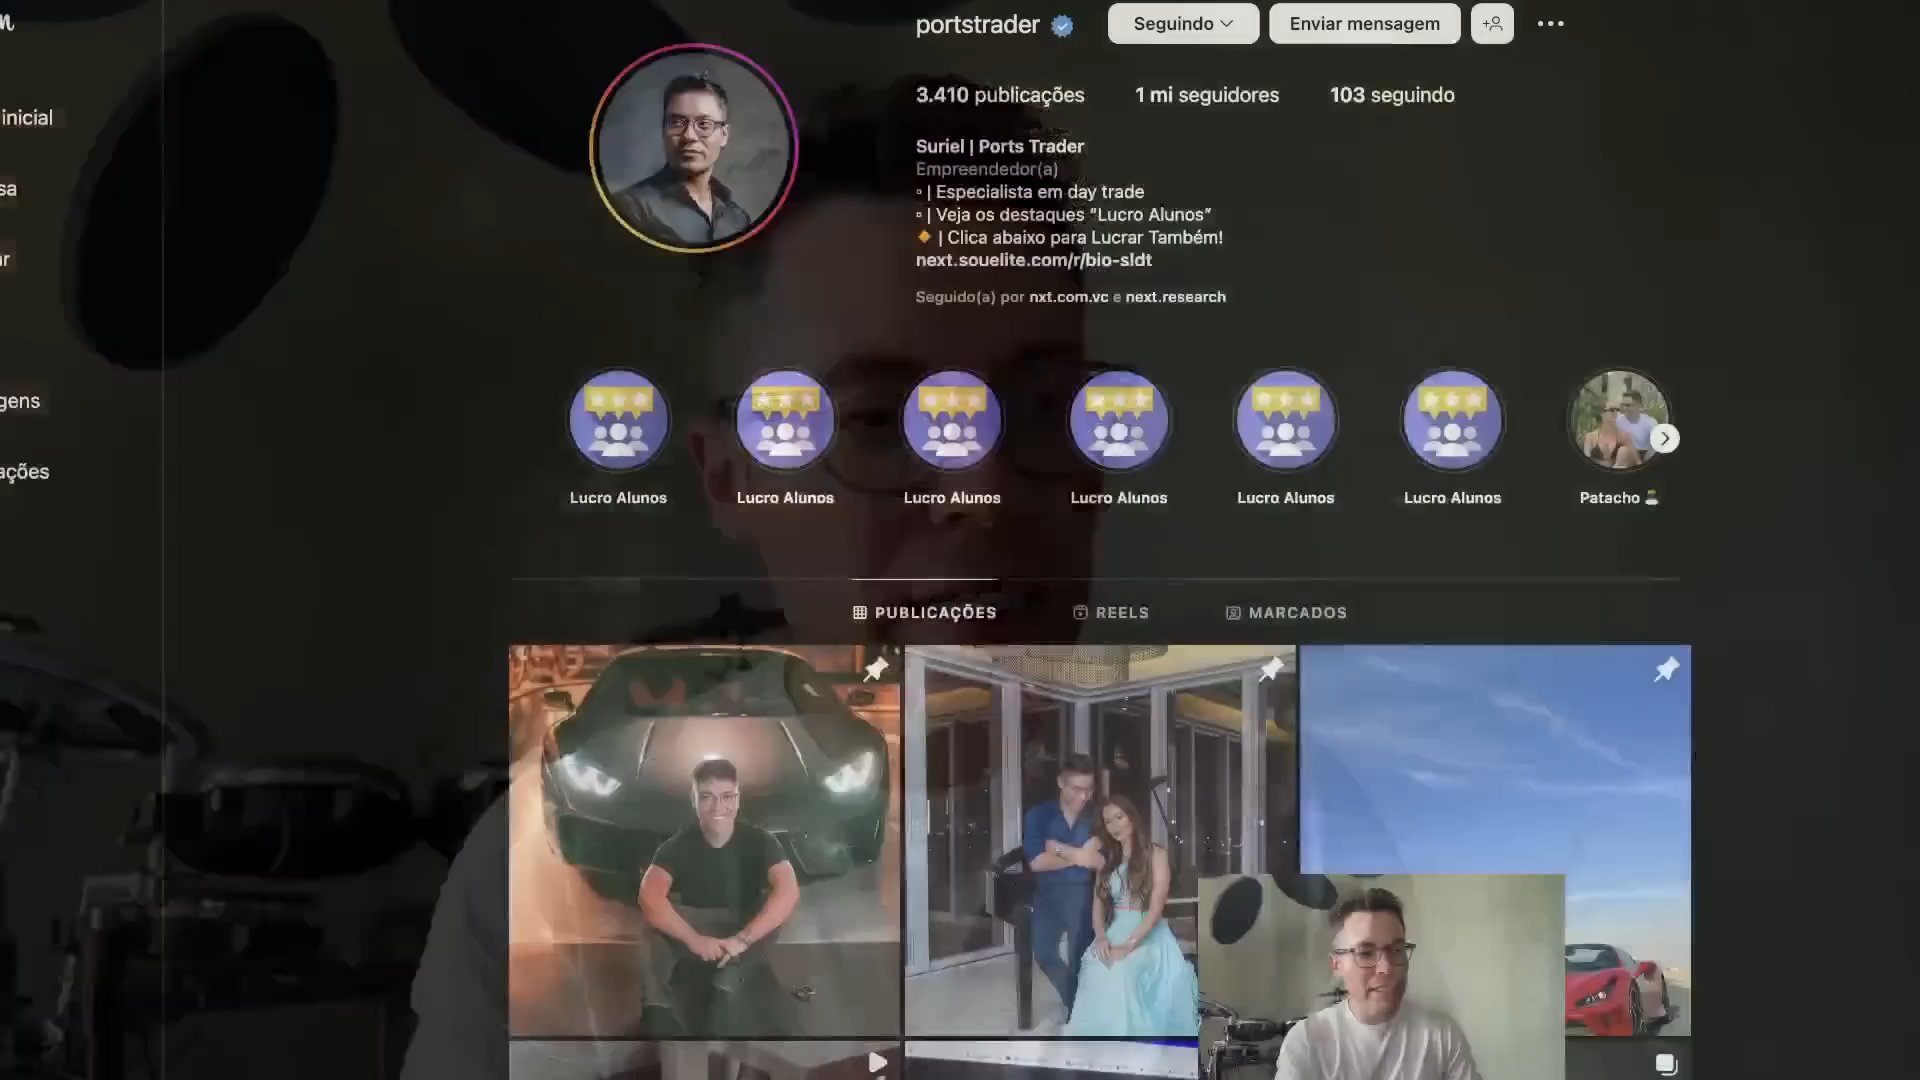 portstrader
Seguindo
Enviar mensagem
inicial
3.410 publicações
1 mi seguidores
103 seguindo
Suriel | Ports Trader
Empreendedor(a)
sa
▫️ | Especialista em day trade
▫️ | Veja os destaques "Lucro Alunos"
🔸 | Clica abaixo para Lucrar Também!
ar
next.souelite.com/r/bio-sldt
Seguido(a) por nxt.com.vc e next.research
gens
ações
Lucro Alunos
Lucro Alunos
Lucro Alunos
Lucro Alunos
Lucro Alunos
Lucro Alunos
Patacho
PUBLICAÇÕES
REELS
MARCADOS